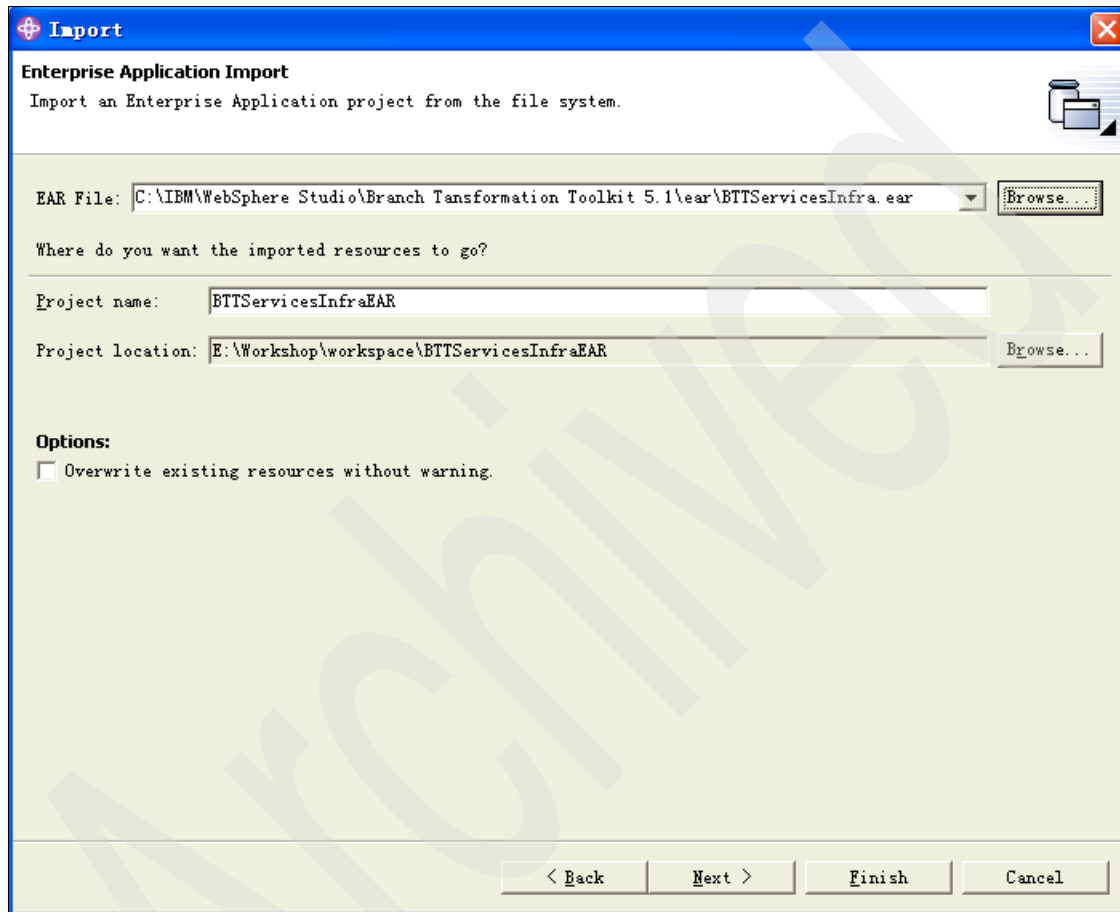 Import
Enterprise Application Import
Import an Enterprise Application project from the file system.
EAR File: C:\IBM\WebSphere Studio\Branch Tansformation Toolkit 5.1\ear\BTTServicesInfra.ear Browse...
Where do you want the imported resources to go?
Project name: BTTServicesInfraEAR
Project location: E:\Workshop\workspace\BTTServicesInfraEAR Browse...
Options:
Overwrite existing resources without warning.
< Back Next > Finish Cancel
Archived